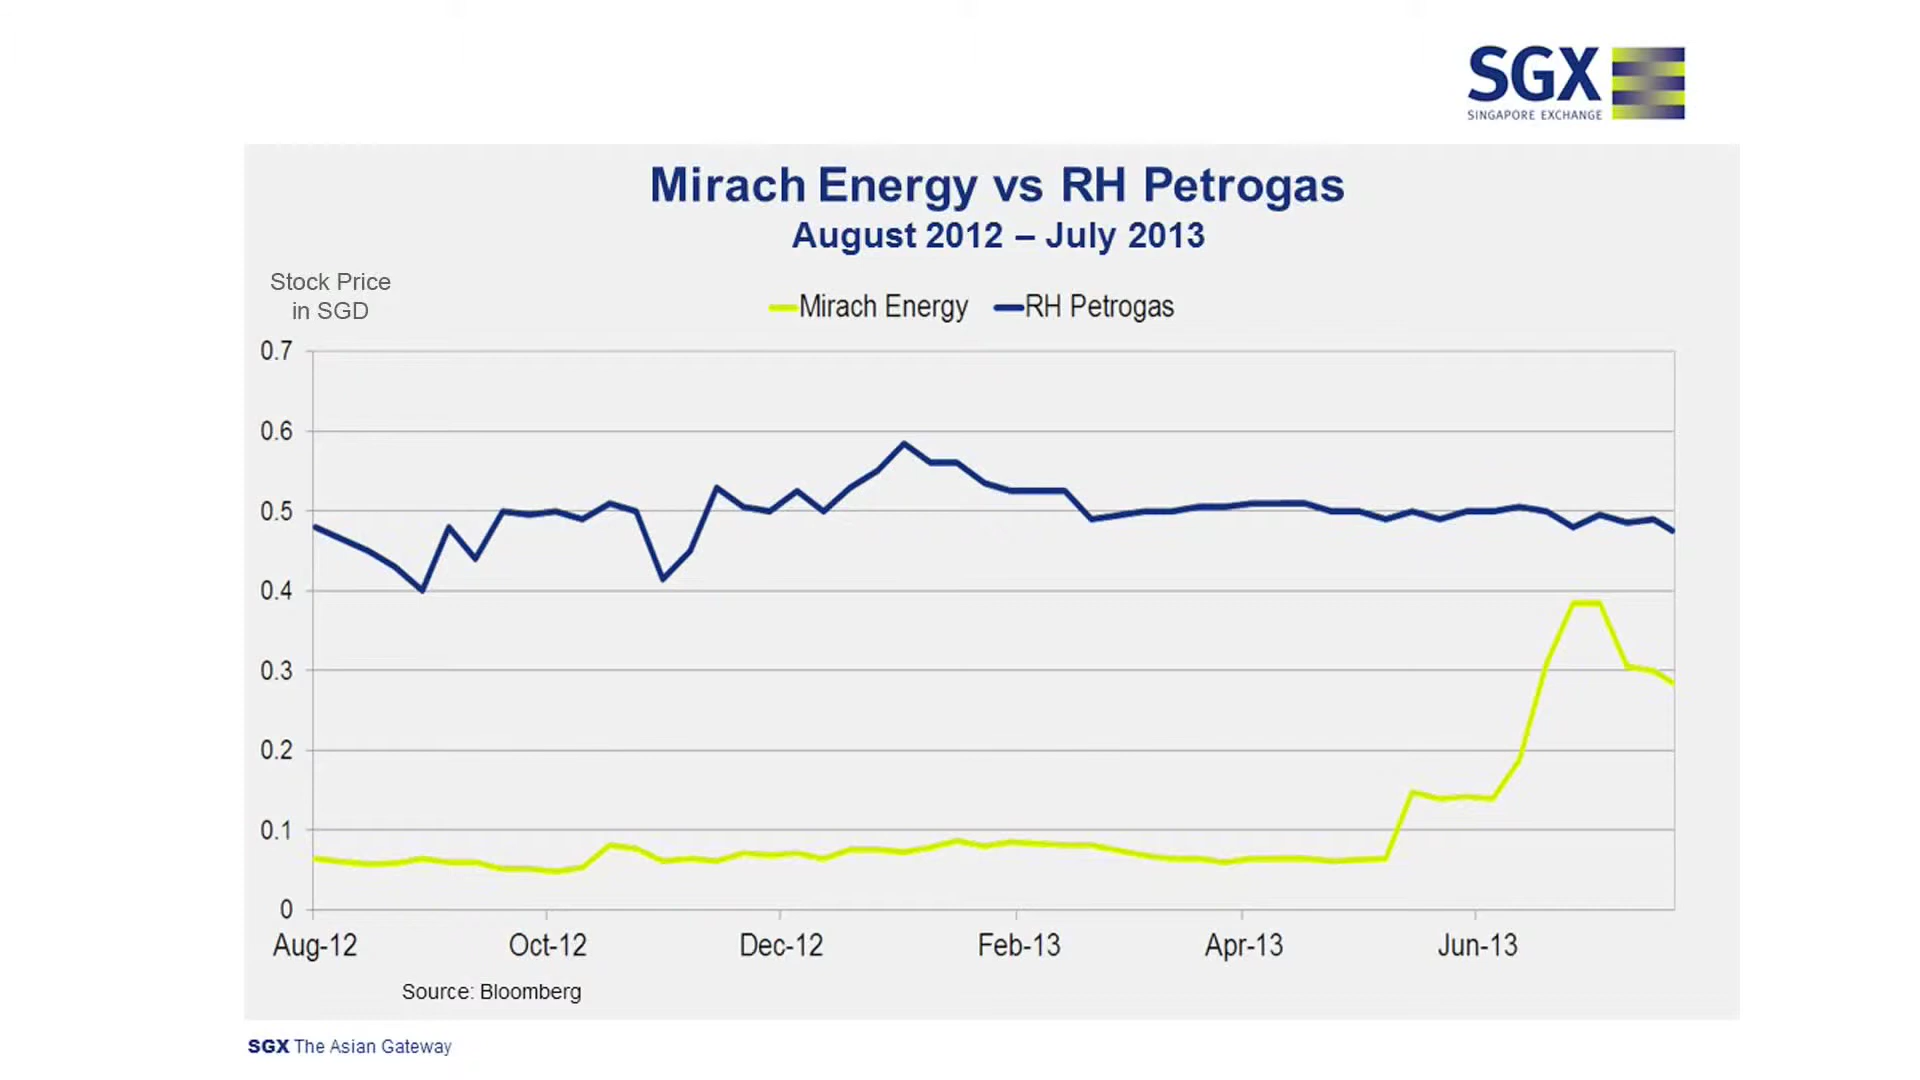 SGX
SINGAPORE EXCHANGE
Mirach Energy vs RH Petrogas
August 2012 – July 2013
Stock Price
in SGD
Mirach Energy RH Petrogas
0.7
0.6
0.5
0.4
0.3
0.2
0.1
0
Aug-12 Oct-12 Dec-12 Feb-13 Apr-13 Jun-13
Source: Bloomberg
SGX The Asian Gateway